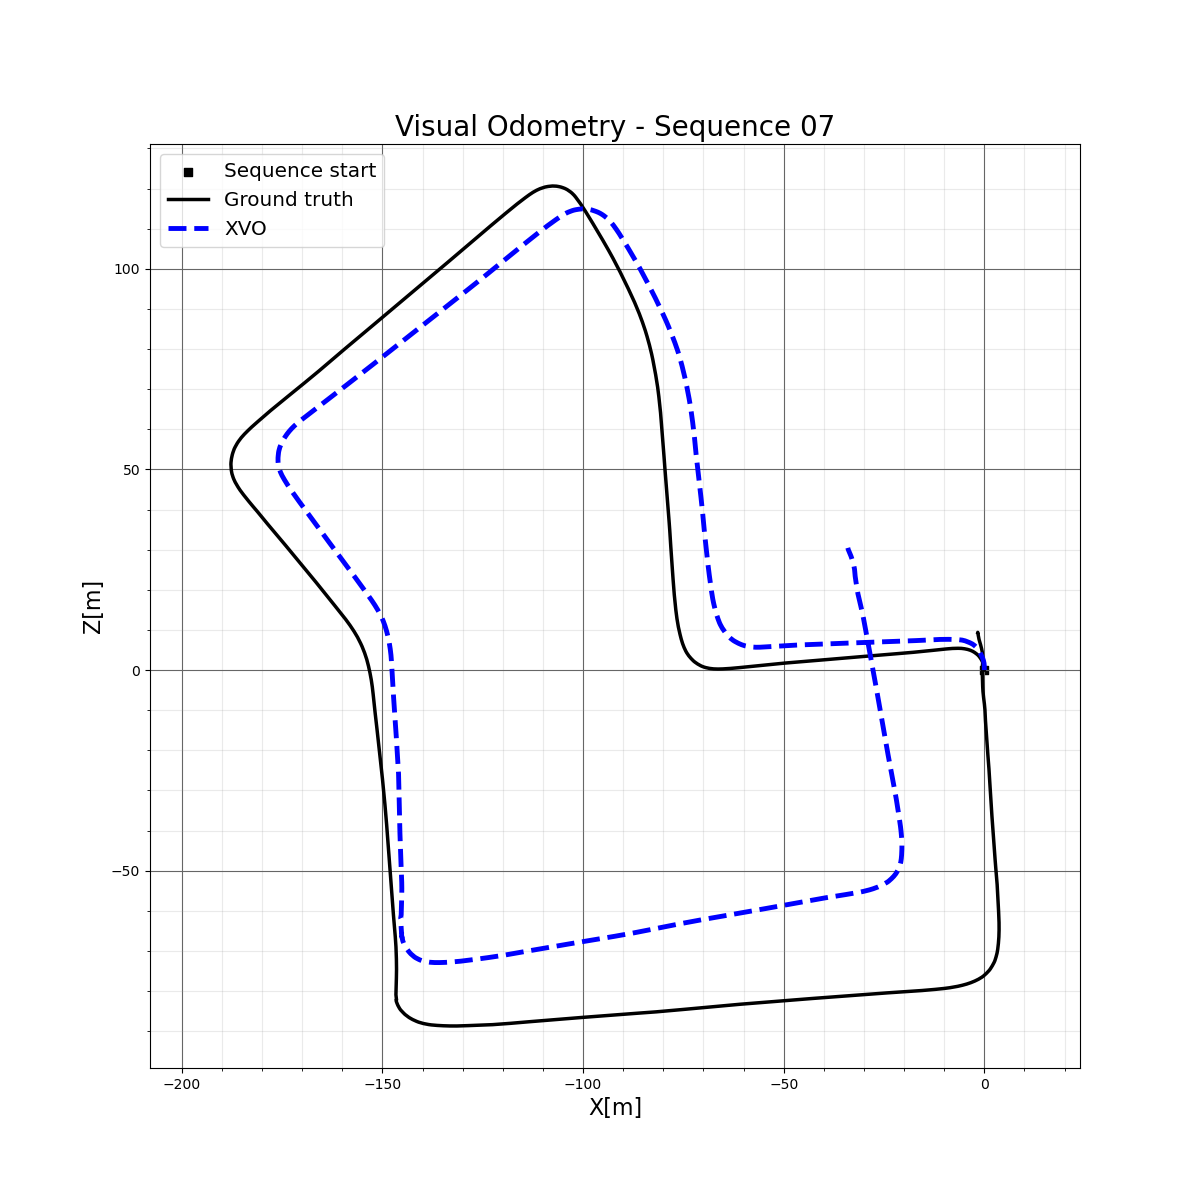 Visual Odometry - Sequence 07
Sequence start
Ground truth
XVO
100
50
0
−50
Z[m]
−200 −150 −100 −50 0
X[m]